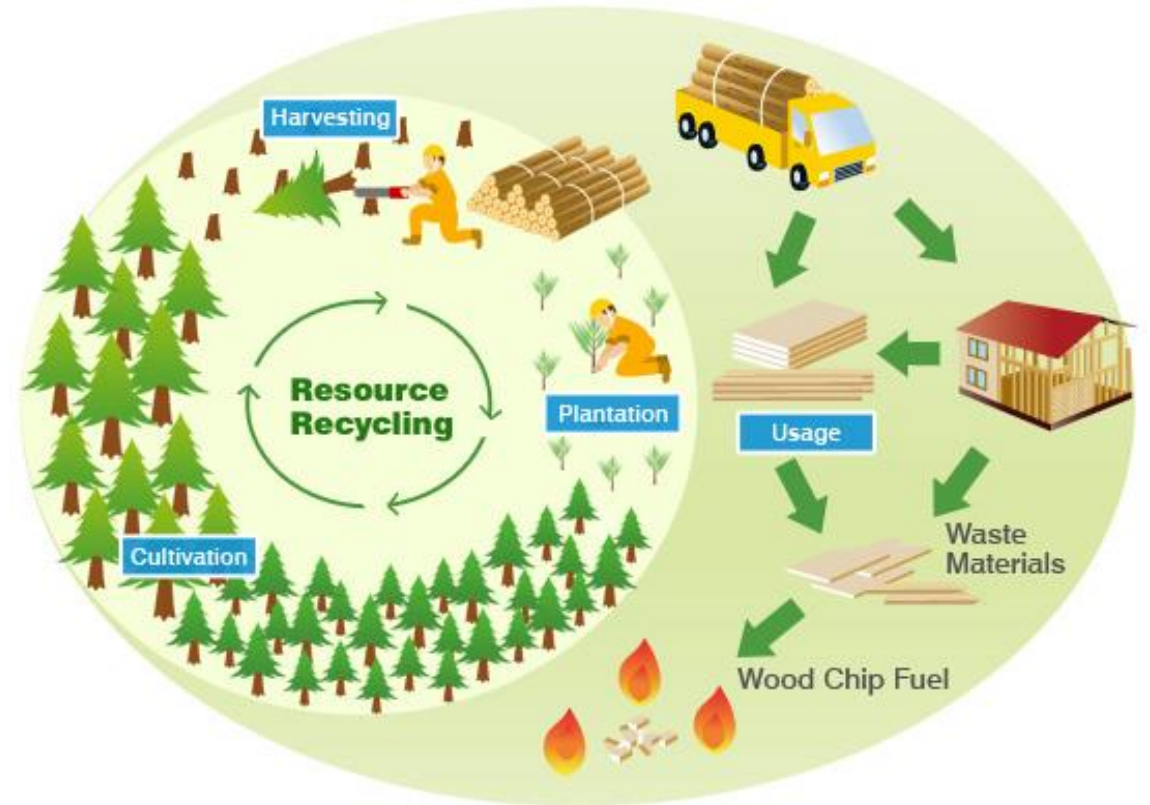 Harvesting
Resource
Recycling
Plantation
Usage
Cultivation
Waste
Materials
Wood Chip Fuel